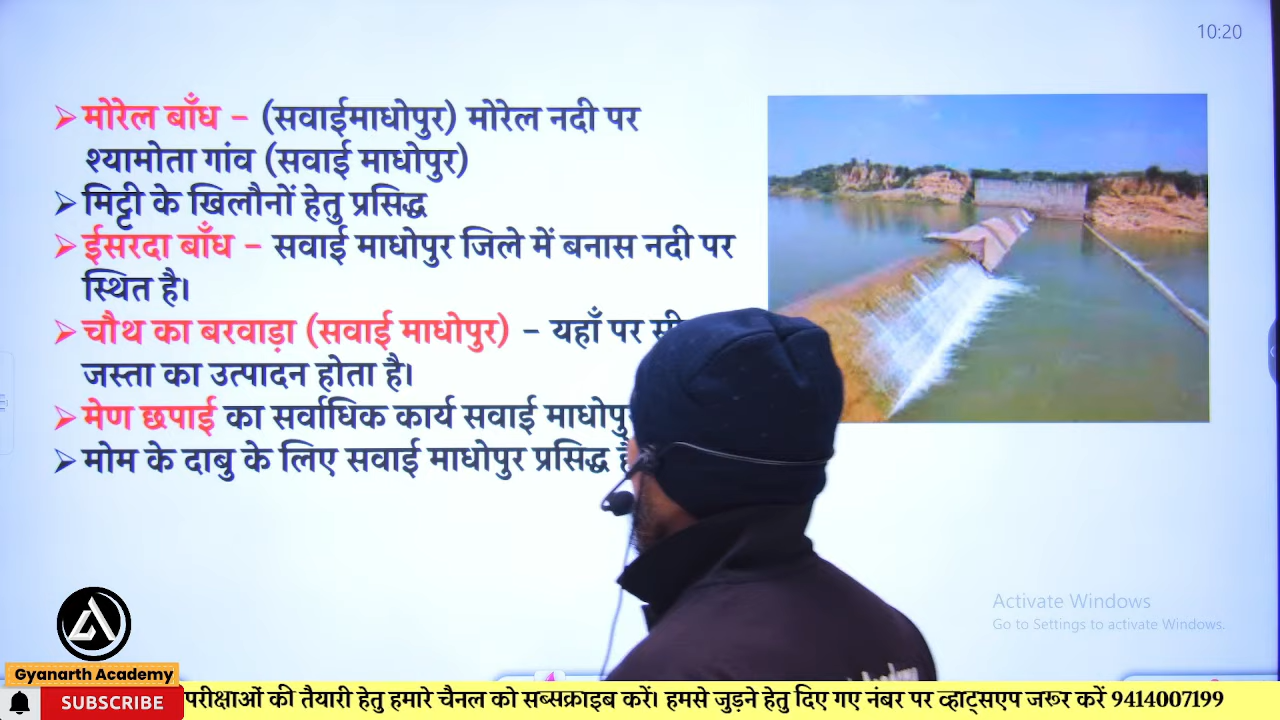 10:20
➢ मोरेल बाँध – (सवाईमाधोपुर) मोरेल नदी पर
श्यामोता गांव (सवाई माधोपुर)
➢ मिट्टी के खिलौनों हेतु प्रसिद्ध
➢ ईसरदा बाँध – सवाई माधोपुर जिले में बनास नदी पर
स्थित है।
➢ चौथ का बरवाड़ा (सवाई माधोपुर) – यहाँ पर
जस्ता का उत्पादन होता है।
➢ मेण छपाई का सर्वाधिक कार्य सवाई
➢ मोम के दाबु के लिए सवाई माधोपुर प्रसिद्ध
Activate Windows
Go to Settings to activate Windows.
Gyanarth Academy
SUBSCRIBE
परीक्षाओं की तैयारी हेतु हमारे चैनल को सब्सक्राइब करें। हमसे जुड़ने हेतु दिए गए नंबर पर व्हाट्सएप जरूर करें 9414007199